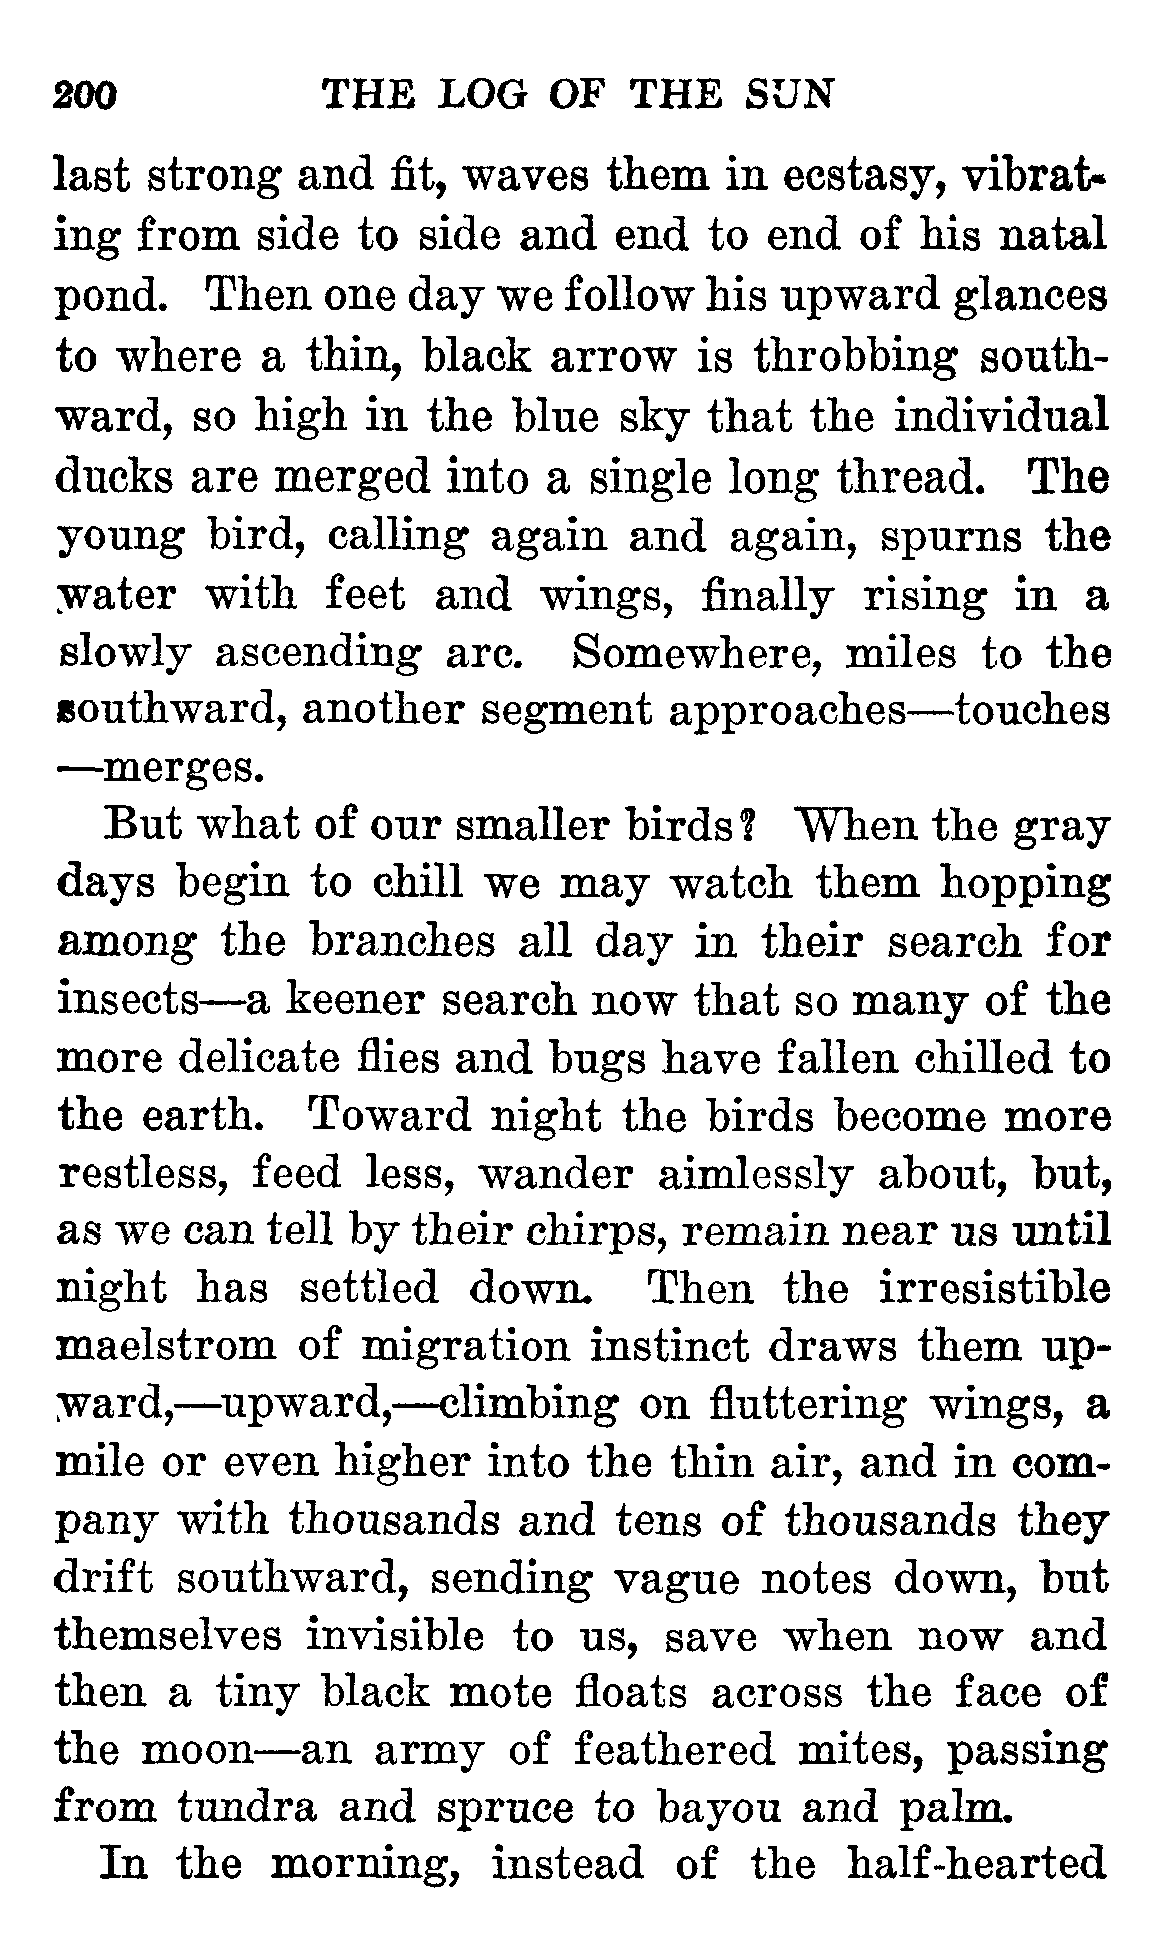 200 THE LOG OF THE SUN
last strong and fit, waves them in ecstasy, vibrat-
ing from side to side and end to end of his natal
pond. Then one day we follow his upward glances
to where a thin, black arrow is throbbing south-
ward, so high in the blue sky that the individual
ducks are merged into a single long thread. The
young bird, calling again and again, spurns the
water with feet and wings, finally rising in a
slowly ascending arc. Somewhere, miles to the
southward, another segment approaches—touches
—merges.
But what of our smaller birds? When the gray
days begin to chill we may watch them hopping
among the branches all day in their search for
insects—a keener search now that so many of the
more delicate flies and bugs have fallen chilled to
the earth. Toward night the birds become more
restless, feed less, wander aimlessly about, but,
as we can tell by their chirps, remain near us until
night has settled down. Then the irresistible
maelstrom of migration instinct draws them up-
ward,—upward,—climbing on fluttering wings, a
mile or even higher into the thin air, and in com-
pany with thousands and tens of thousands they
drift southward, sending vague notes down, but
themselves invisible to us, save when now and
then a tiny black mote floats across the face of
the moon—an army of feathered mites, passing
from tundra and spruce to bayou and palm.
In the morning, instead of the half-hearted